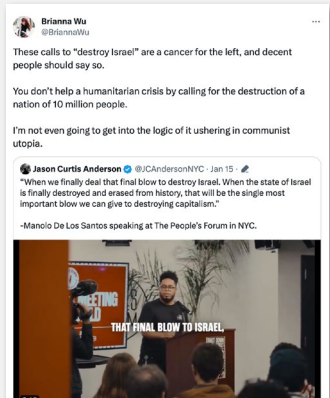 Brianna Wu
@BriannaWu
These calls to “destroy Israel” are a cancer for the left, and decent
people should say so.
You don't help a humanitarian crisis by calling for the destruction of a
nation of 10 million people.
I'm not even going to get into the logic of it ushering in communist
utopia.
Jason Curtis Anderson @JCAndersonNYC · Jan 15
“When we finally deal that final blow to destroy Israel. When the state of Israel
is finally destroyed and erased from history, that will be the single most
important blow we can give to destroying capitalism.”
-Manolo De Los Santos speaking at The People's Forum in NYC.
THAT FINAL BLOW TO ISRAEL,